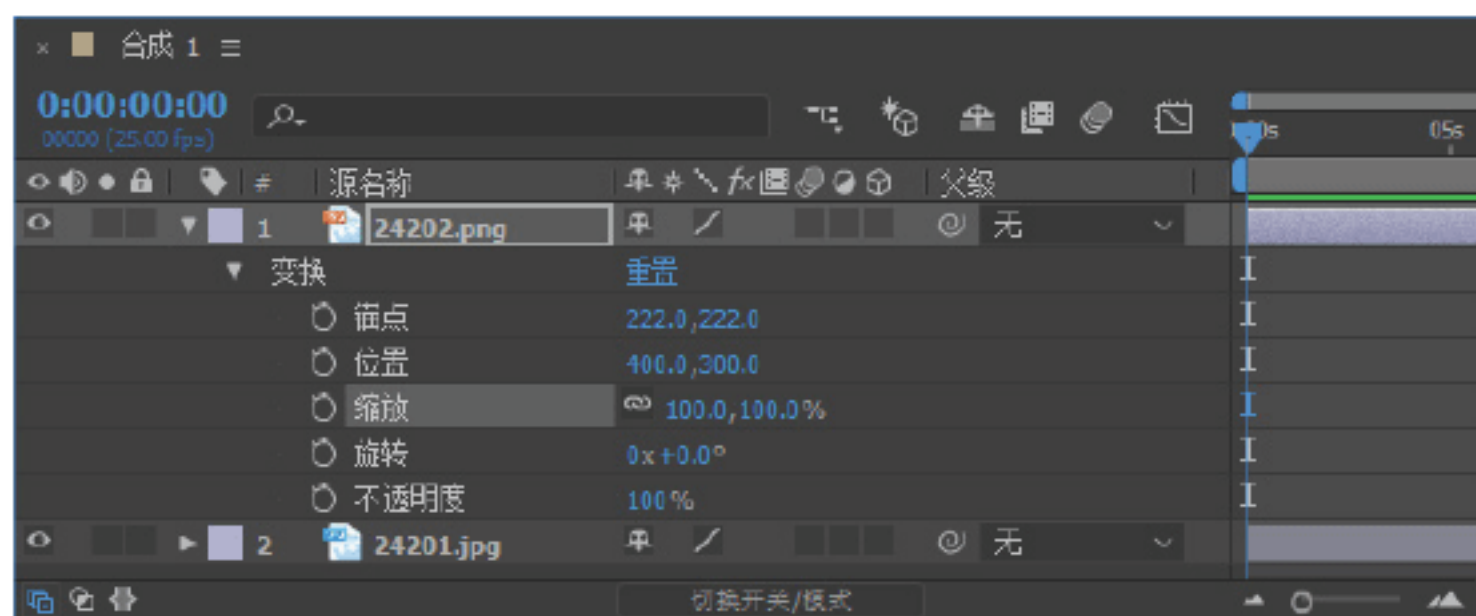 合成 1
0:00:00:00
00000 (25.00 fps)
05s
# 源名称 fx 父级
1 24202.png 无
变换 重置
锚点 222.0,222.0
位置 400.0,300.0
缩放 100.0,100.0%
旋转 0x+0.0°
不透明度 100%
2 24201.jpg 无
切换开关/模式